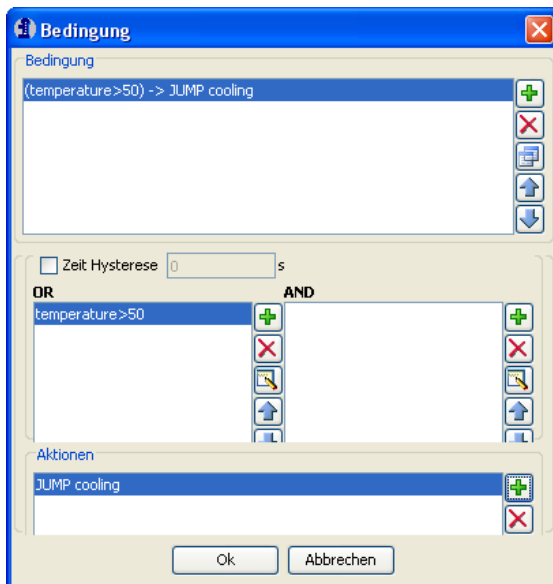 Bedingung
Bedingung
(temperature>50) -> JUMP cooling
Zeit Hysterese 0 s
OR AND
temperature>50
Aktionen
JUMP cooling
Ok Abbrechen